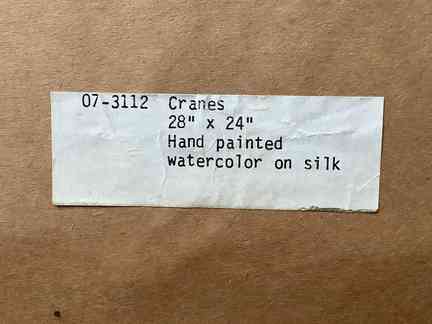 07-3112 Cranes
28" x 24"
Hand painted
watercolor on silk